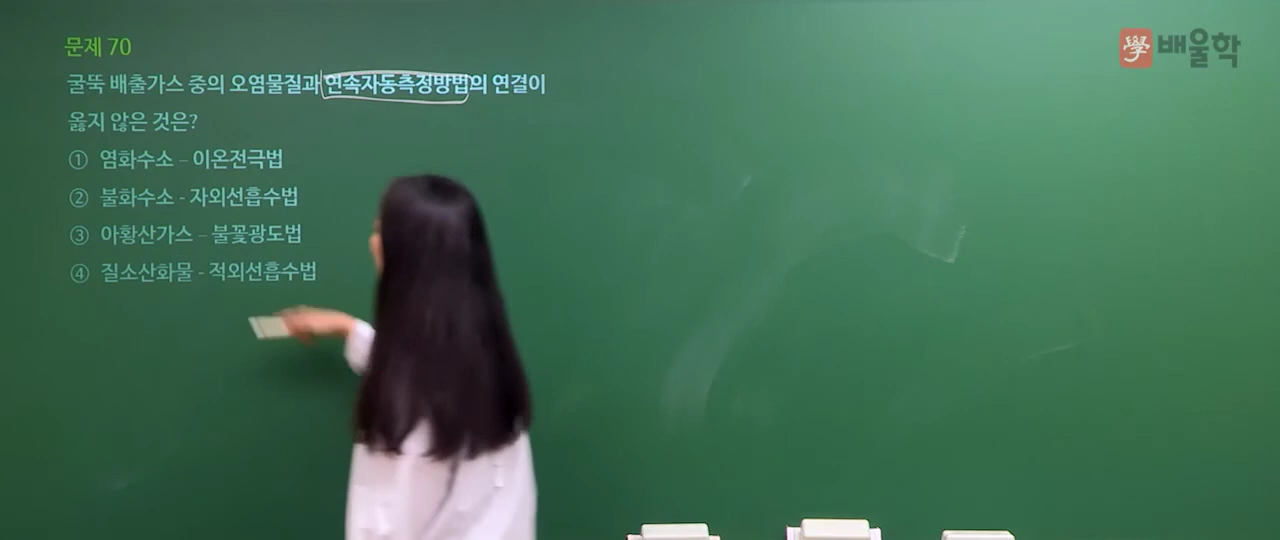 문제 70
學 배울학
굴뚝 배출가스 중의 오염물질과 연속자동측정방법의 연결이
옳지 않은 것은?
① 염화수소 – 이온전극법
② 불화수소 - 자외선흡수법
③ 아황산가스 – 불꽃광도법
④ 질소산화물 - 적외선흡수법